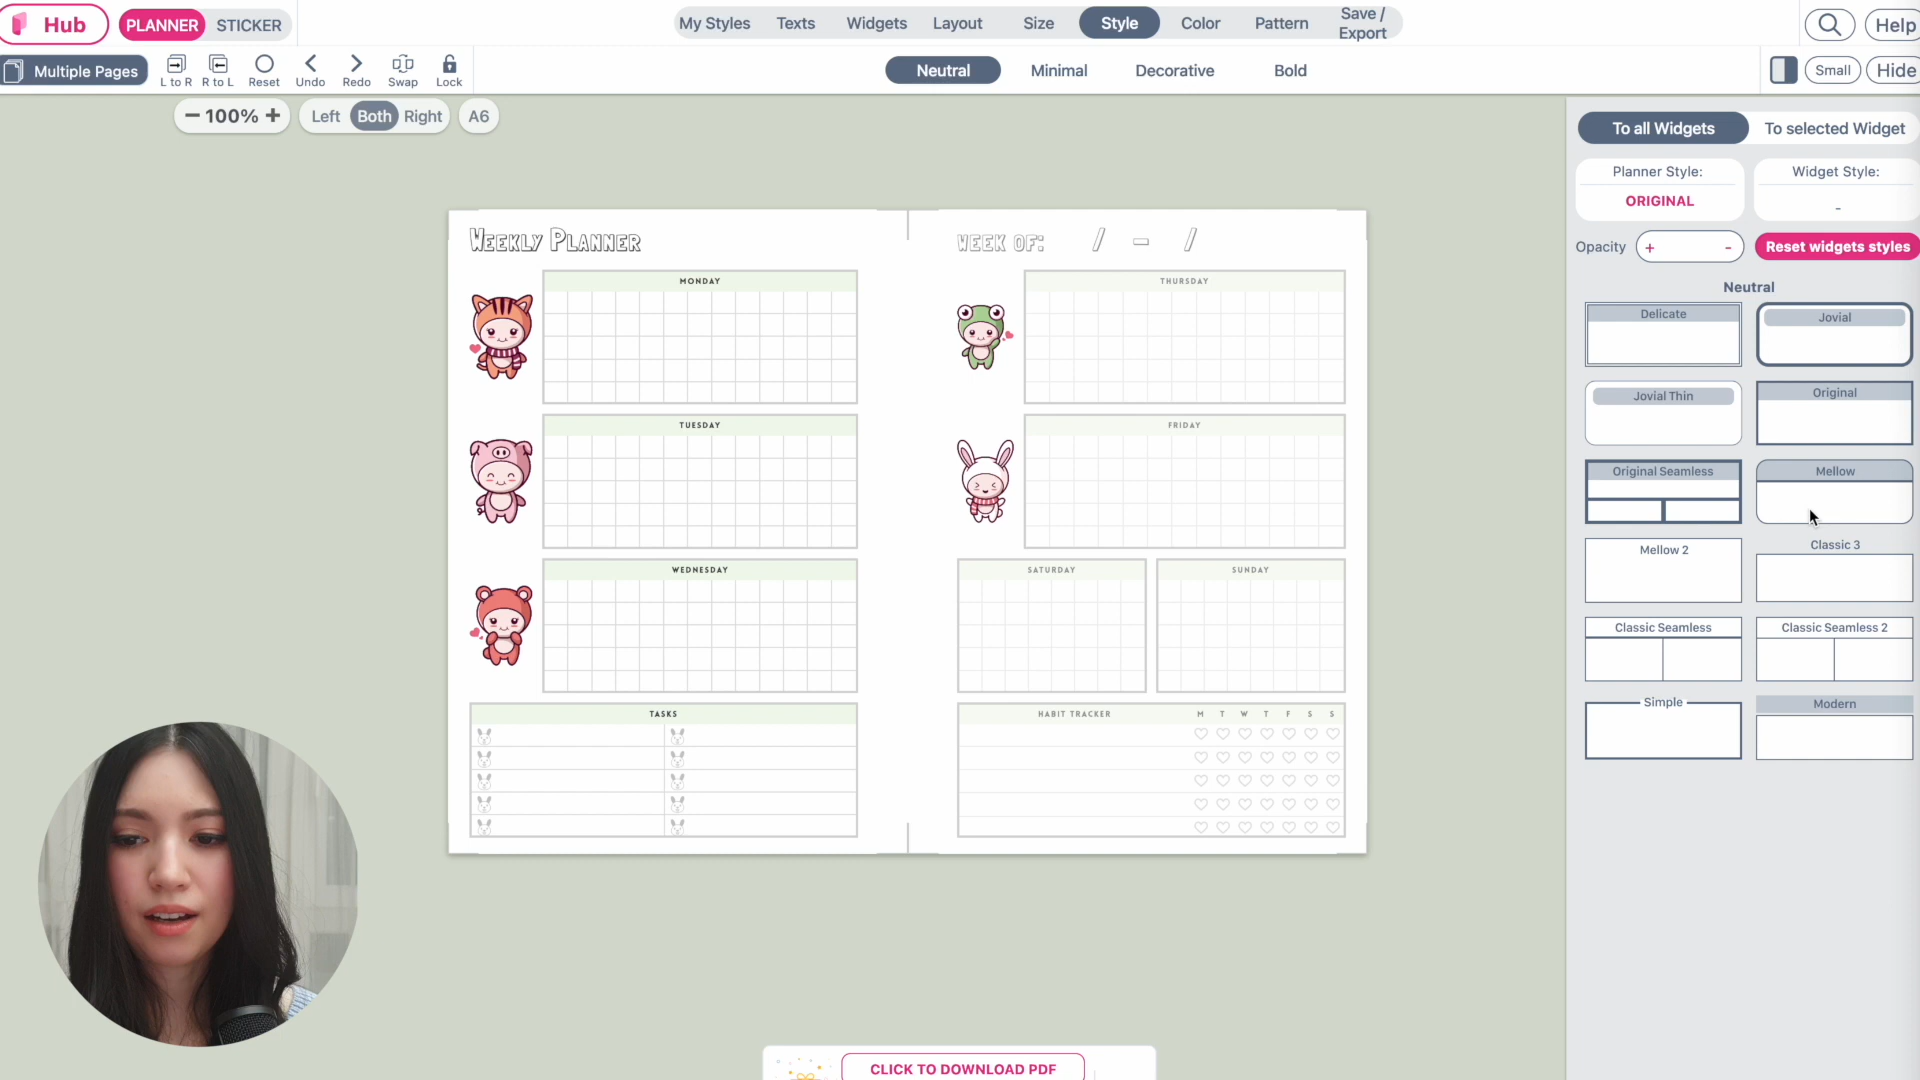 Hub
PLANNER
STICKER
My Styles
Texts
Widgets
Layout
Size
Style
Color
Pattern
Save /
Export
Help
Multiple Pages
L to R
R to L
Reset
Undo
Redo
Swap
Lock
Neutral
Minimal
Decorative
Bold
Small
Hide
− 100% +
Left
Both
Right
A6
To all Widgets
To selected Widget
Planner Style:
ORIGINAL
Widget Style:
-
Opacity
+ -
Reset widgets styles
Neutral
Delicate
Jovial
Jovial Thin
Original
Original Seamless
Mellow
Mellow 2
Classic 3
Classic Seamless
Classic Seamless 2
Simple
Modern
WEEKLY PLANNER
WEEK OF: / - /
MONDAY
THURSDAY
TUESDAY
FRIDAY
WEDNESDAY
SATURDAY
SUNDAY
TASKS
HABIT TRACKER M T W T F S S
CLICK TO DOWNLOAD PDF